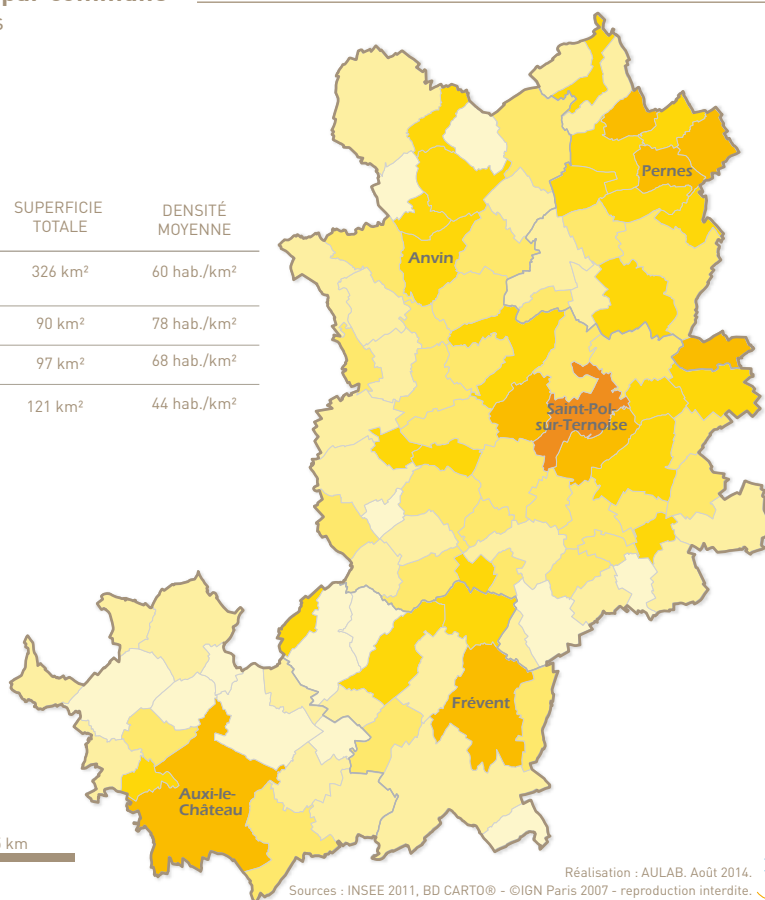 SUPERFICIE
TOTALE
DENSITÉ
MOYENNE
326 km² 60 hab./km²
90 km² 78 hab./km²
97 km² 68 hab./km²
121 km² 44 hab./km²
Pernes
Anvin
Saint-Pol-
sur-Ternoise
Frévent
Auxi-le-
Château
km
Réalisation : AULAB. Août 2014.
Sources : INSEE 2011, BD CARTO® - ©IGN Paris 2007 - reproduction interdite.